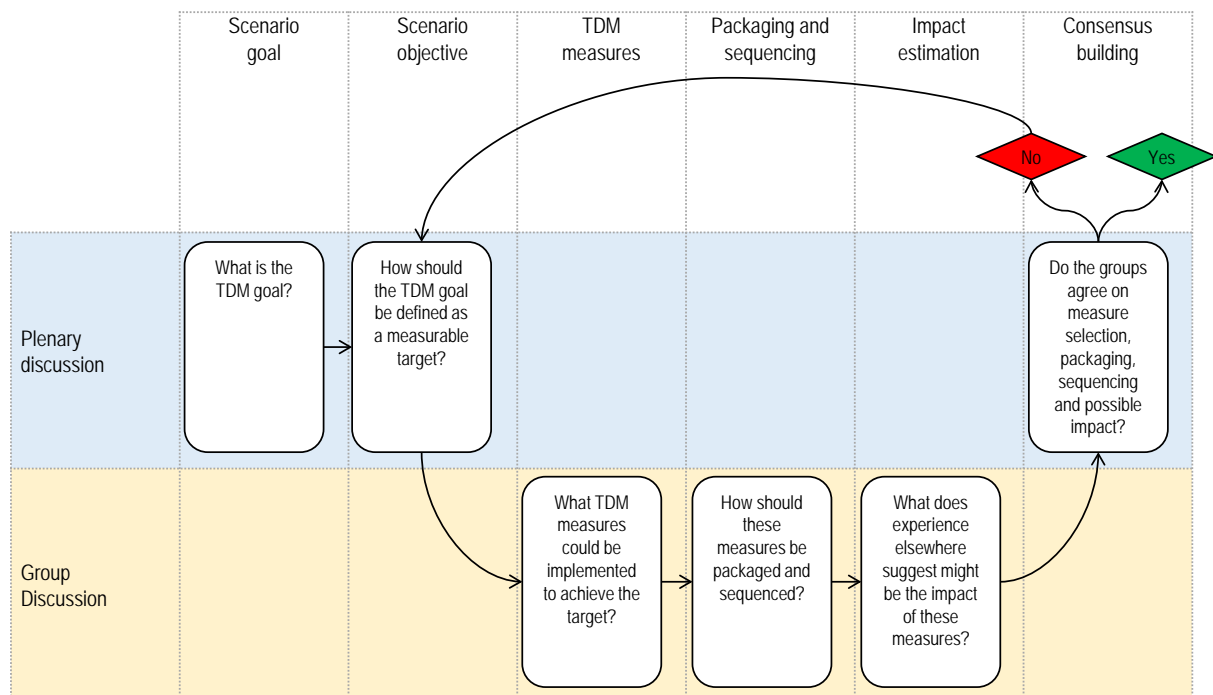 Scenario
goal
Scenario
objective
TDM
measures
Packaging and
sequencing
Impact
estimation
Consensus
building
No
Yes
Plenary
discussion
What is the
TDM goal?
How should
the TDM goal
be defined as
a measurable
target?
Do the groups
agree on
measure
selection,
packaging,
sequencing
and possible
impact?
Group
Discussion
What TDM
measures
could be
implemented
to achieve the
target?
How should
these
measures be
packaged and
sequenced?
What does
experience
elsewhere
suggest might
be the impact
of these
measures?